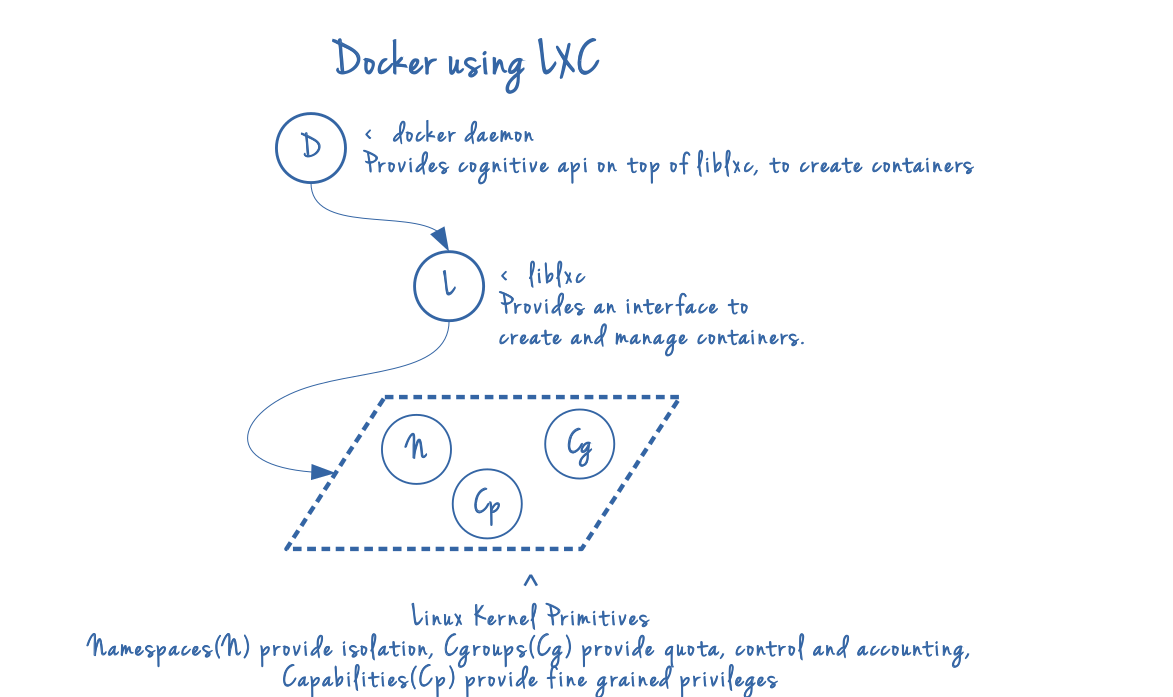 Docker using LXC
D
< docker daemon
Provides cognitive api on top of liblxc, to create containers
L
< liblxc
Provides an interface to
create and manage containers.
N
Cg
Cp
^
Linux Kernel Primitives
Namespaces(N) provide isolation, Cgroups(Cg) provide quota, control and accounting,
Capabilities(Cp) provide fine grained privileges